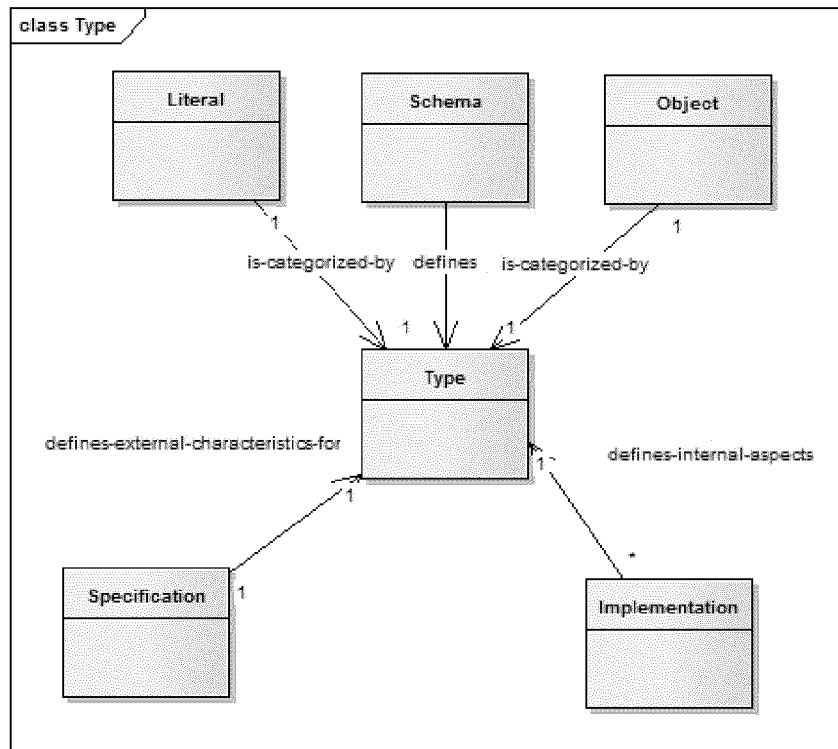 class Type
Literal
Schema
Object
1
1
is-categorized-by
defines
is-categorized-by
1
1
Type
defines-external-characteristics-for
defines-internal-aspects
1
1
*
1
Specification
Implementation